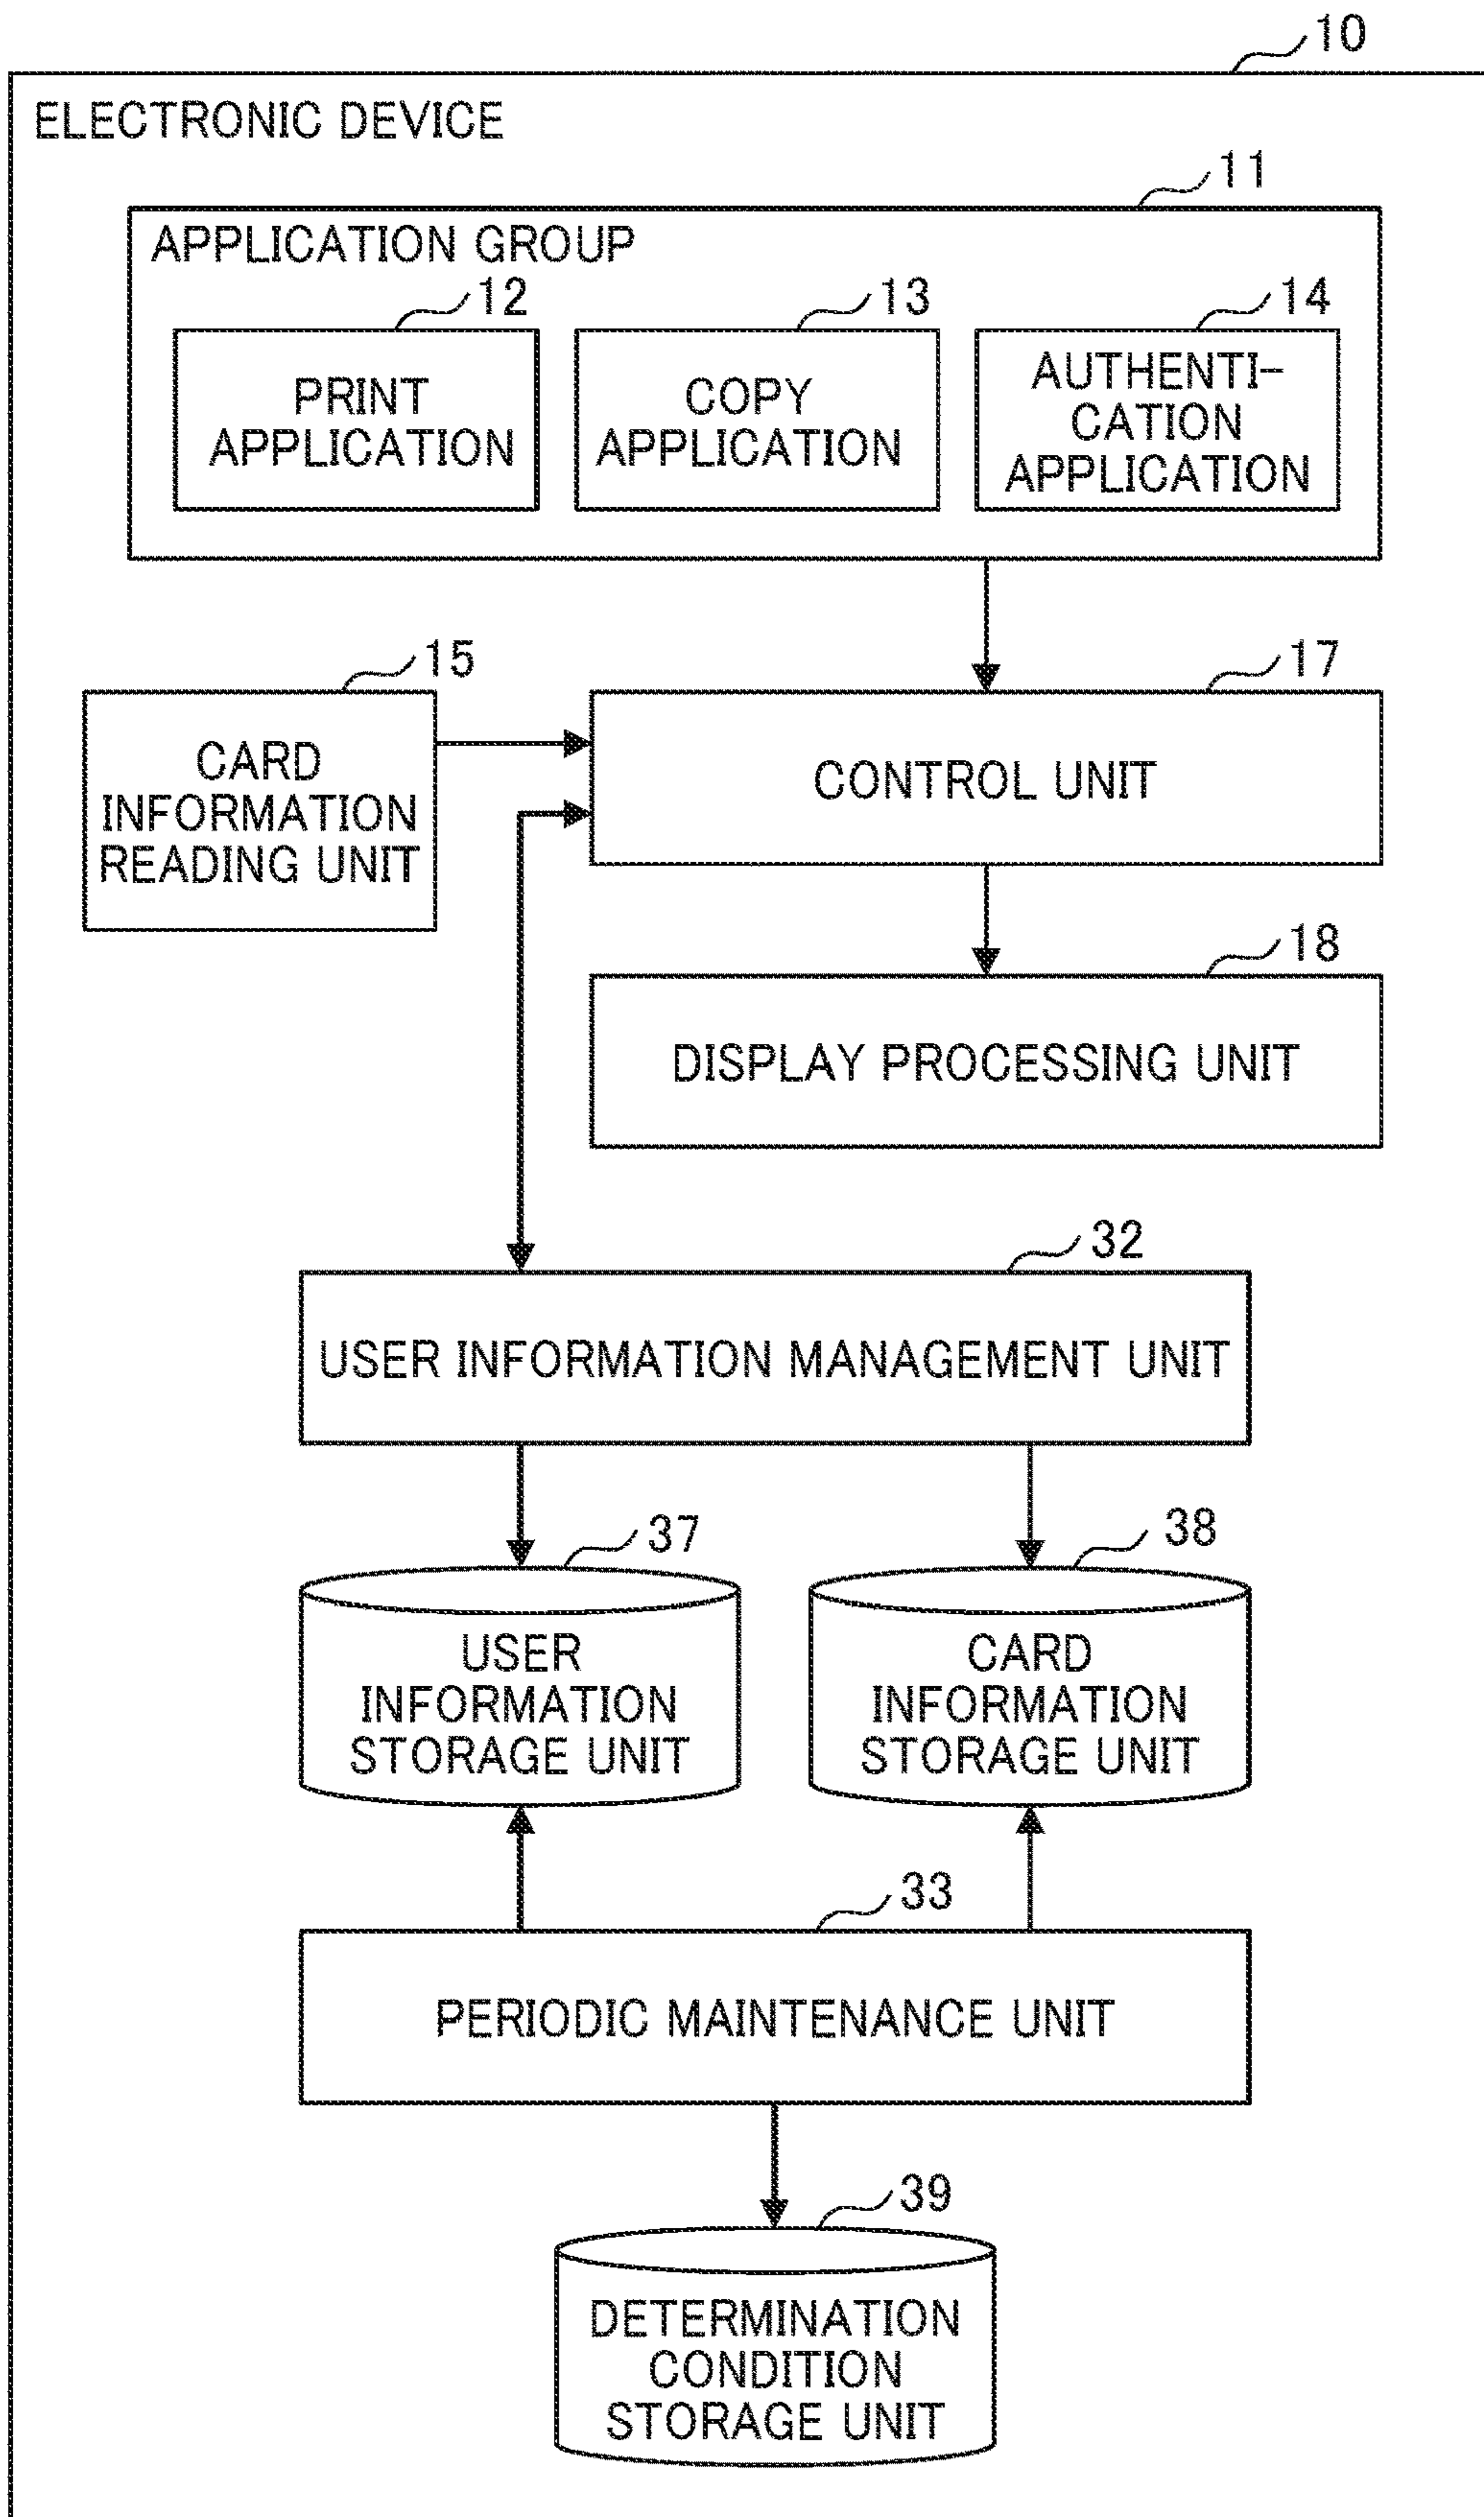 10
ELECTRONIC DEVICE
11
APPLICATION GROUP
12
PRINT
APPLICATION
13
COPY
APPLICATION
14
AUTHENTI-
CATION
APPLICATION
15
CARD
INFORMATION
READING UNIT
17
CONTROL UNIT
18
DISPLAY PROCESSING UNIT
32
USER INFORMATION MANAGEMENT UNIT
37
USER
INFORMATION
STORAGE UNIT
38
CARD
INFORMATION
STORAGE UNIT
33
PERIODIC MAINTENANCE UNIT
39
DETERMINATION
CONDITION
STORAGE UNIT